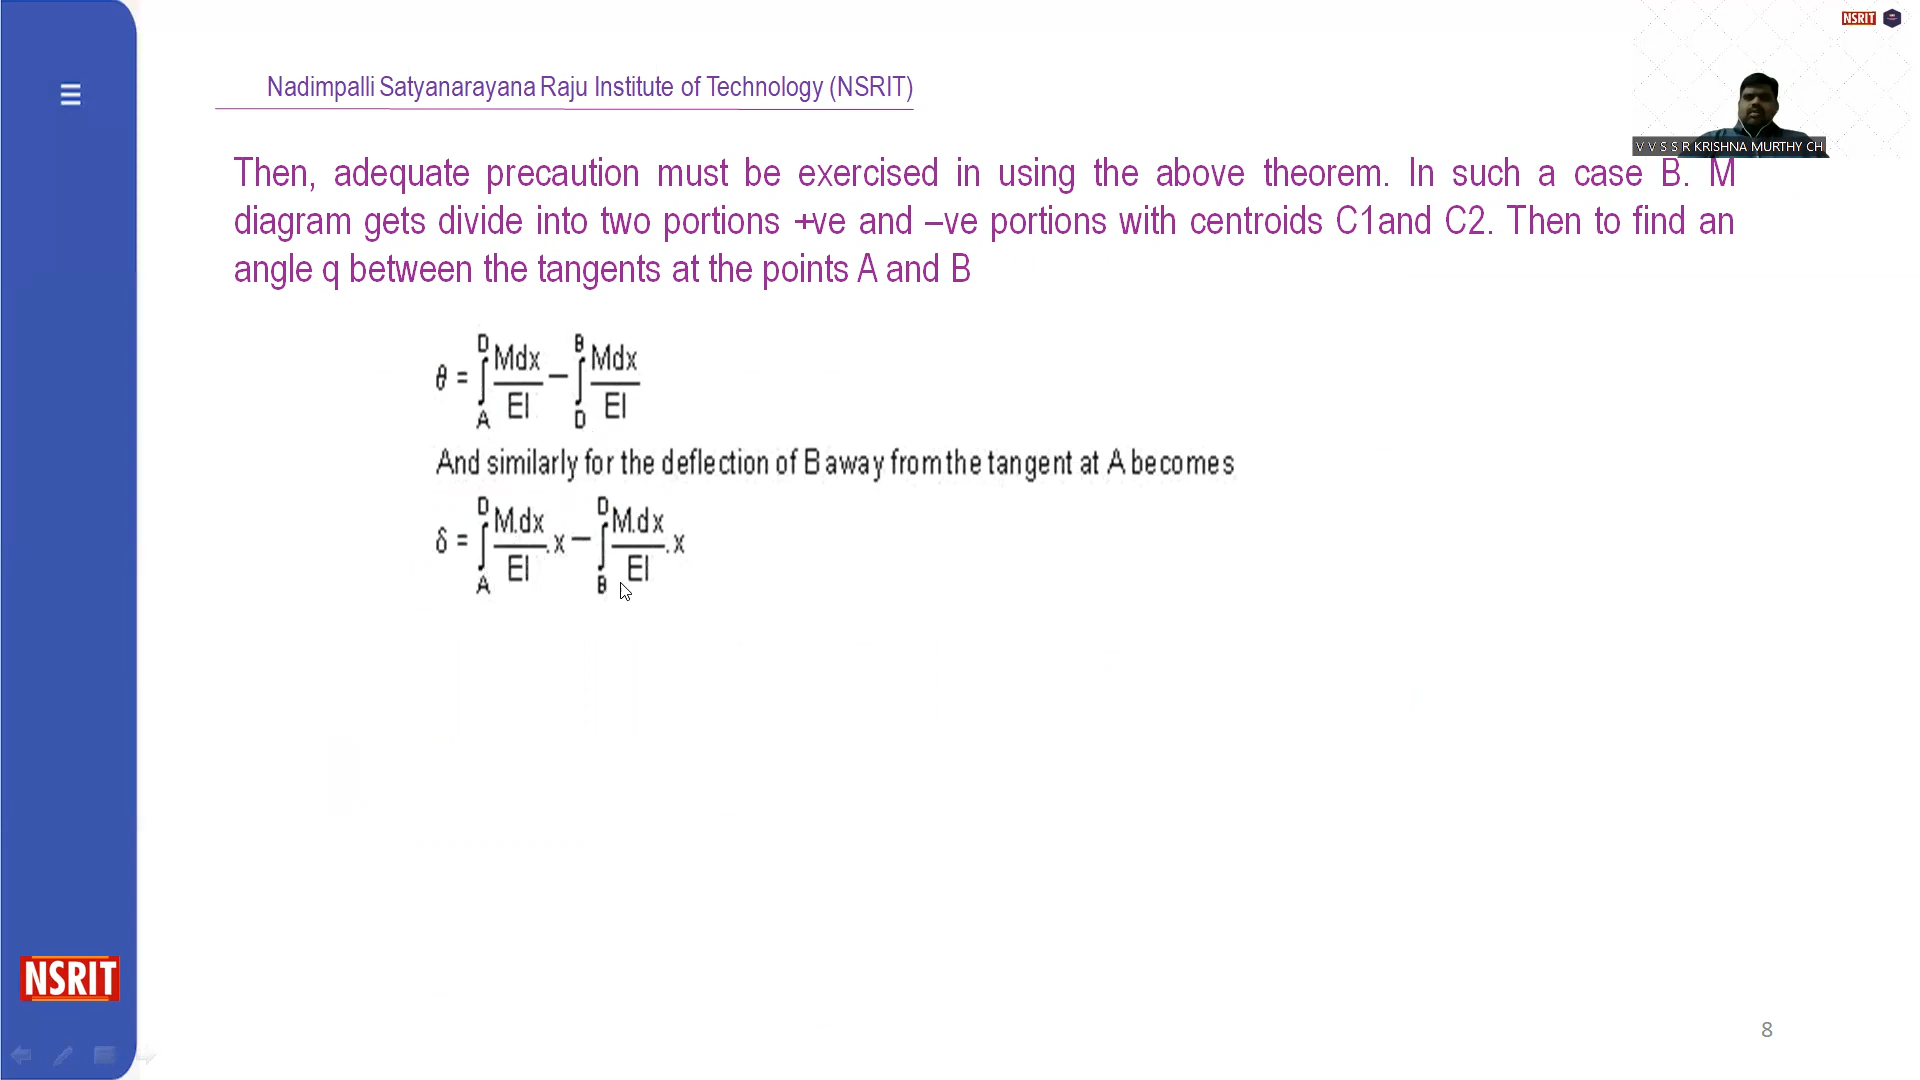 NSRIT
Nadimpalli Satyanarayana Raju Institute of Technology (NSRIT)
V V S S R KRISHNA MURTHY CH
Then, adequate precaution must be exercised in using the above theorem. In such a case B. M
diagram gets divide into two portions +ve and –ve portions with centroids C1and C2. Then to find an
angle q between the tangents at the points A and B
θ = ∫_A^D Mdx/EI − ∫_D^B Mdx/EI
And similarly for the deflection of B away from the tangent at A becomes
δ = ∫_A^D M.dx/EI .x − ∫_B^D M.dx/EI .x
NSRIT
8